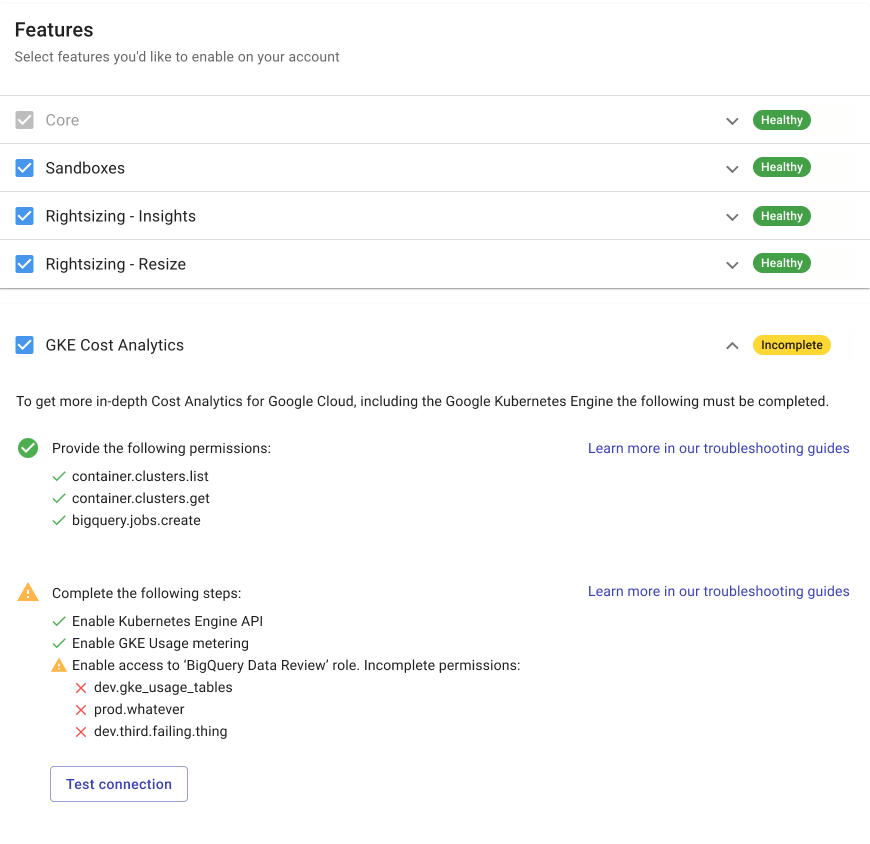 Features
Select features you'd like to enable on your account
Core
Healthy
Sandboxes
Healthy
Rightsizing - Insights
Healthy
Rightsizing - Resize
Healthy
GKE Cost Analytics
Incomplete
To get more in-depth Cost Analytics for Google Cloud, including the Google Kubernetes Engine the following must be completed.
Provide the following permissions:
Learn more in our troubleshooting guides
container.clusters.list
container.clusters.get
bigquery.jobs.create
Complete the following steps:
Learn more in our troubleshooting guides
Enable Kubernetes Engine API
Enable GKE Usage metering
Enable access to ‘BigQuery Data Review’ role. Incomplete permissions:
dev.gke_usage_tables
prod.whatever
dev.third.failing.thing
Test connection